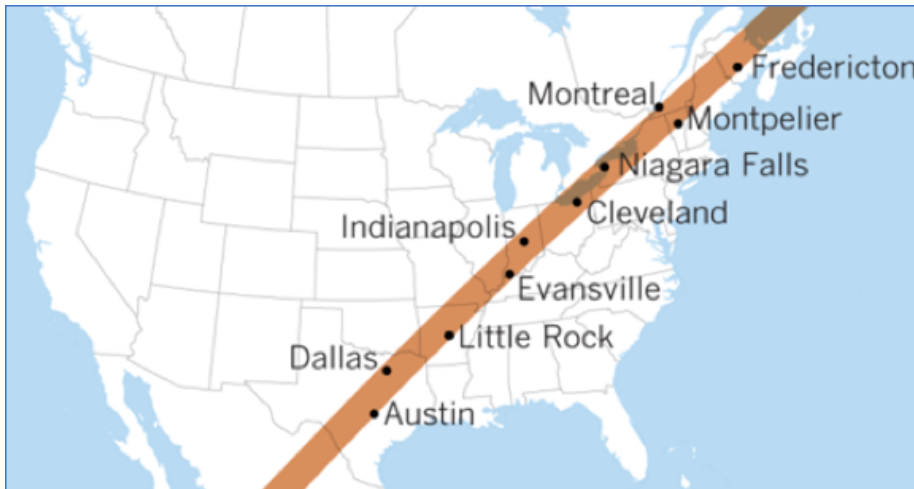 Fredericton
Montreal
Montpelier
Niagara Falls
Cleveland
Indianapolis
Evansville
Little Rock
Dallas
Austin